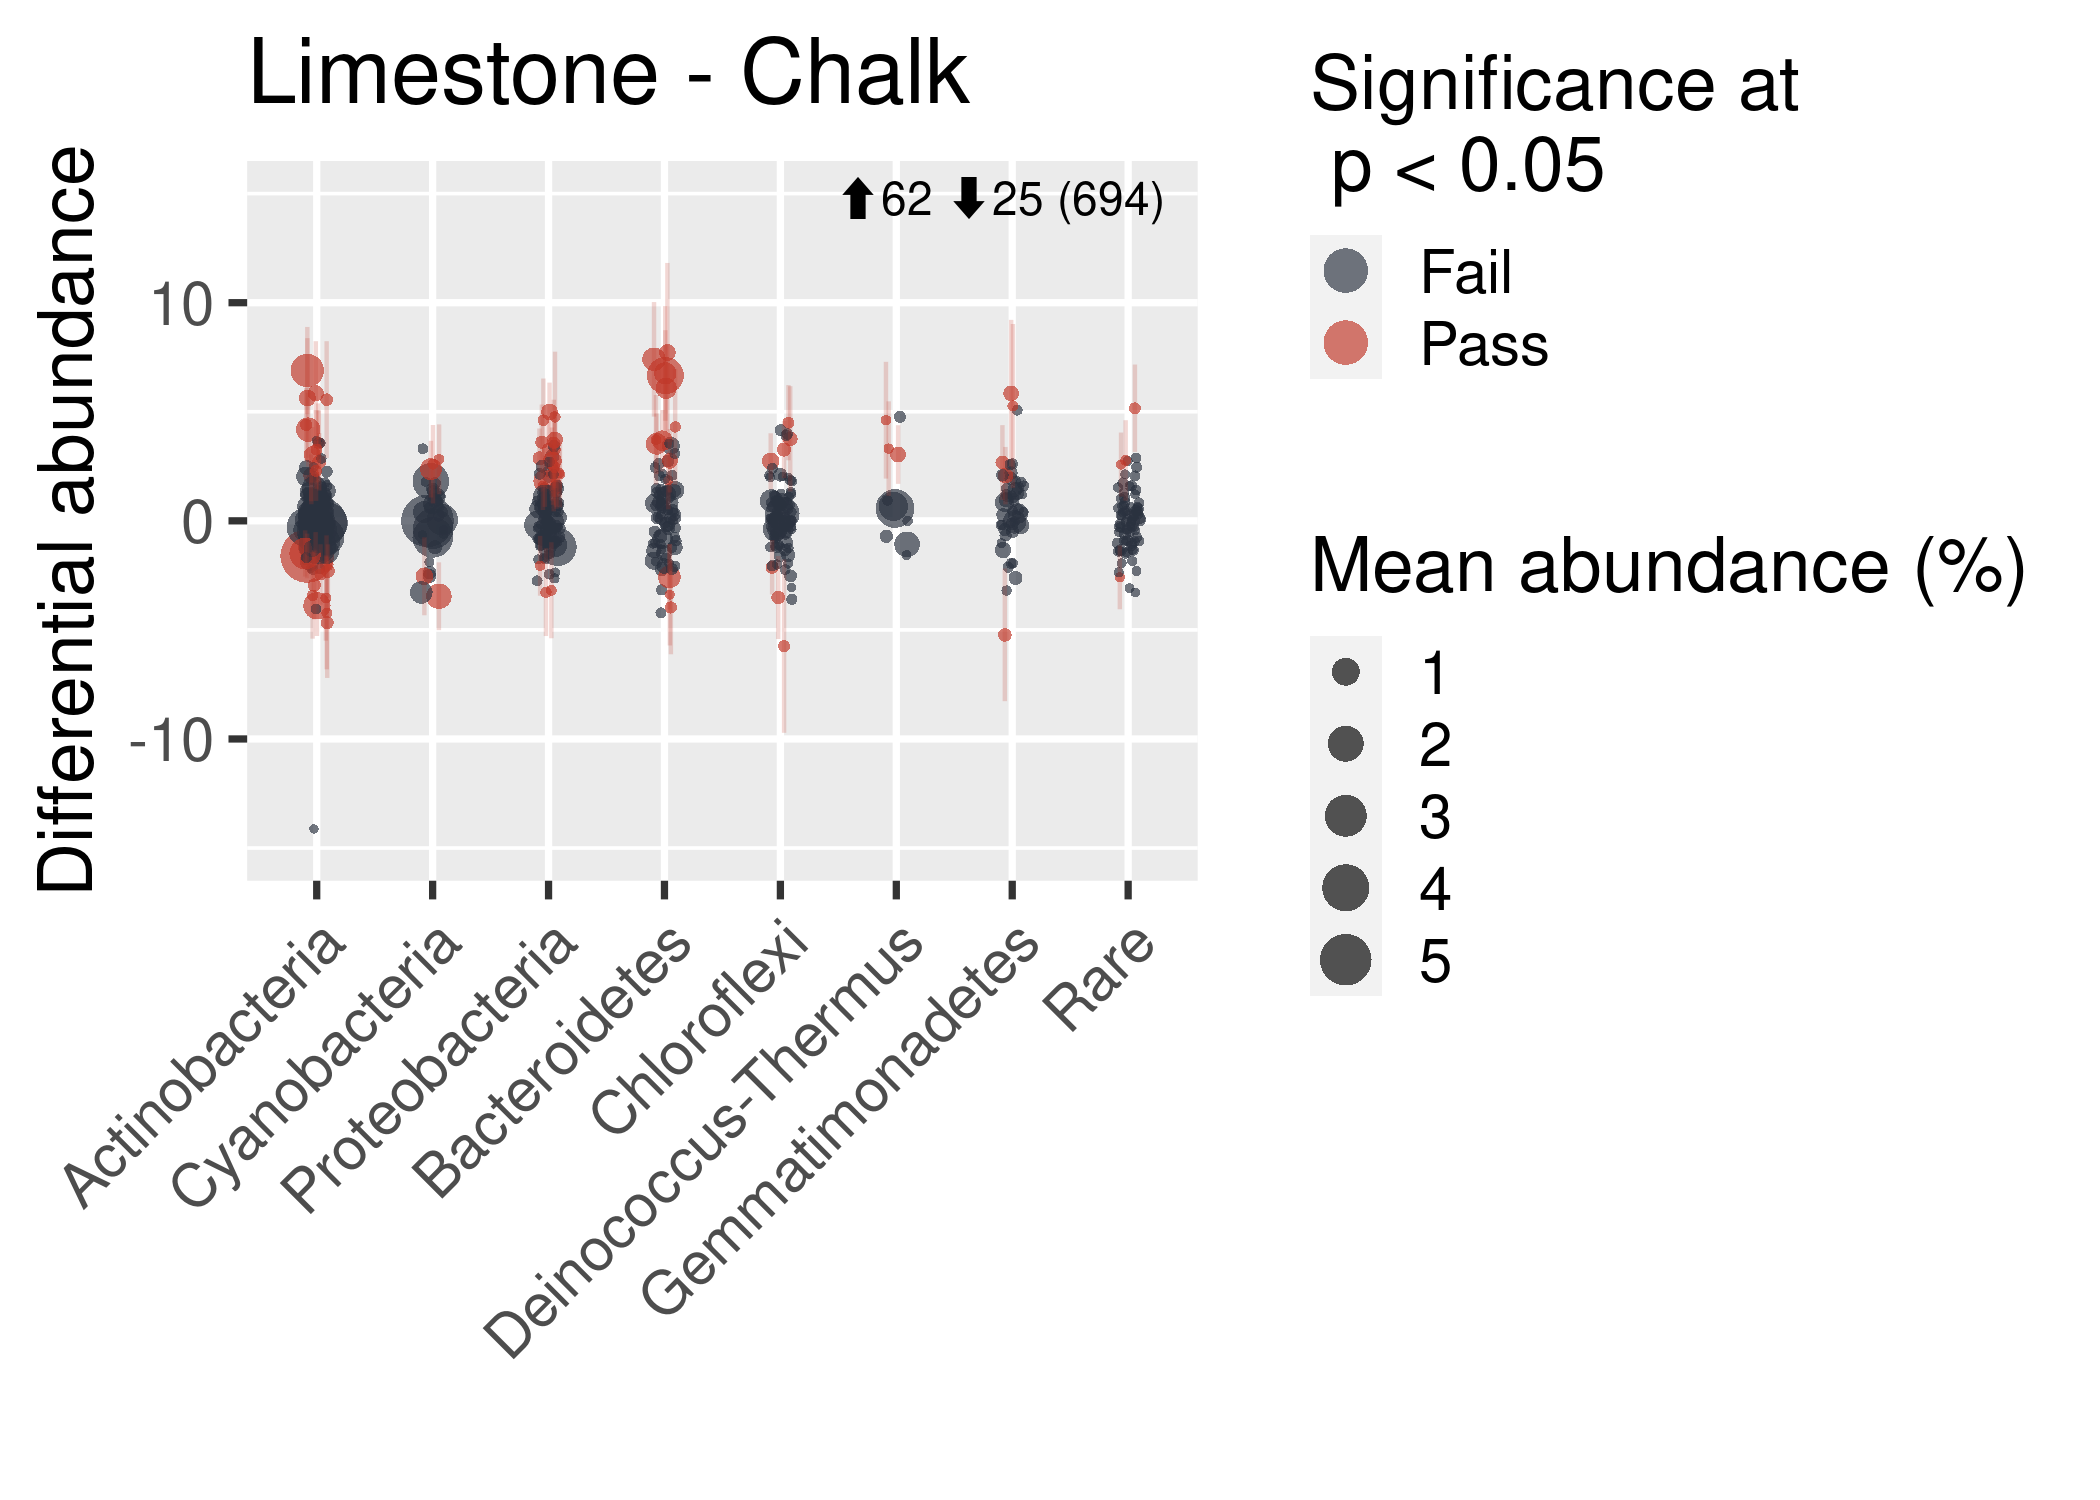 Limestone - Chalk
Differential abundance
⬆62 ⬇25 (694)
10
0
-10
Actinobacteria
Cyanobacteria
Proteobacteria
Bacteroidetes
Chloroflexi
Deinococcus-Thermus
Gemmatimonadetes
Rare
Significance at
p < 0.05
Fail
Pass
Mean abundance (%)
1
2
3
4
5